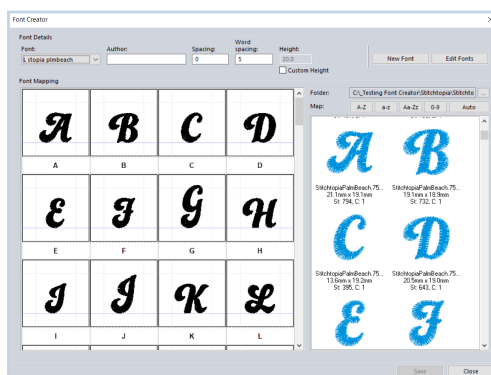 Font Creator
Font Details
Font:
Author:
Spacing:
Word spacing:
Height:
L stopia plmbeach
0
5
20.0
Custom Height
New Font
Edit Fonts
Font Mapping
Folder:
C:\_Testing Font Creator\Stitchtopia\Stitchto
...
Map:
A-Z
a-z
Aa-Zz
0-9
Auto
A B C D
A B C D
E F G H
E F G H
I J K L
I J K L
A B
StitchtopiaPalmBeach.75...
21.1mm x 19.1mm
St: 794, C: 1
StitchtopiaPalmBeach.75...
19.1mm x 18.9mm
St: 732, C: 1
C D
StitchtopiaPalmBeach.75...
13.6mm x 19.2mm
St: 395, C: 1
StitchtopiaPalmBeach.75...
20.5mm x 19.0mm
St: 643, C: 1
E F
Save
Close